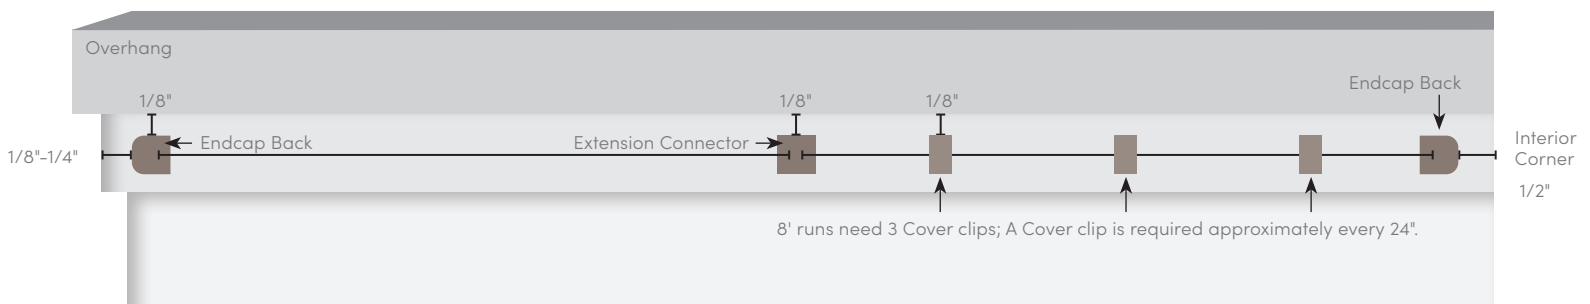 Overhang
Endcap Back
1/8"
1/8"
1/8"
Endcap Back
Extension Connector
1/8"-1/4"
Interior
Corner
1/2"
8' runs need 3 Cover clips; A Cover clip is required approximately every 24".